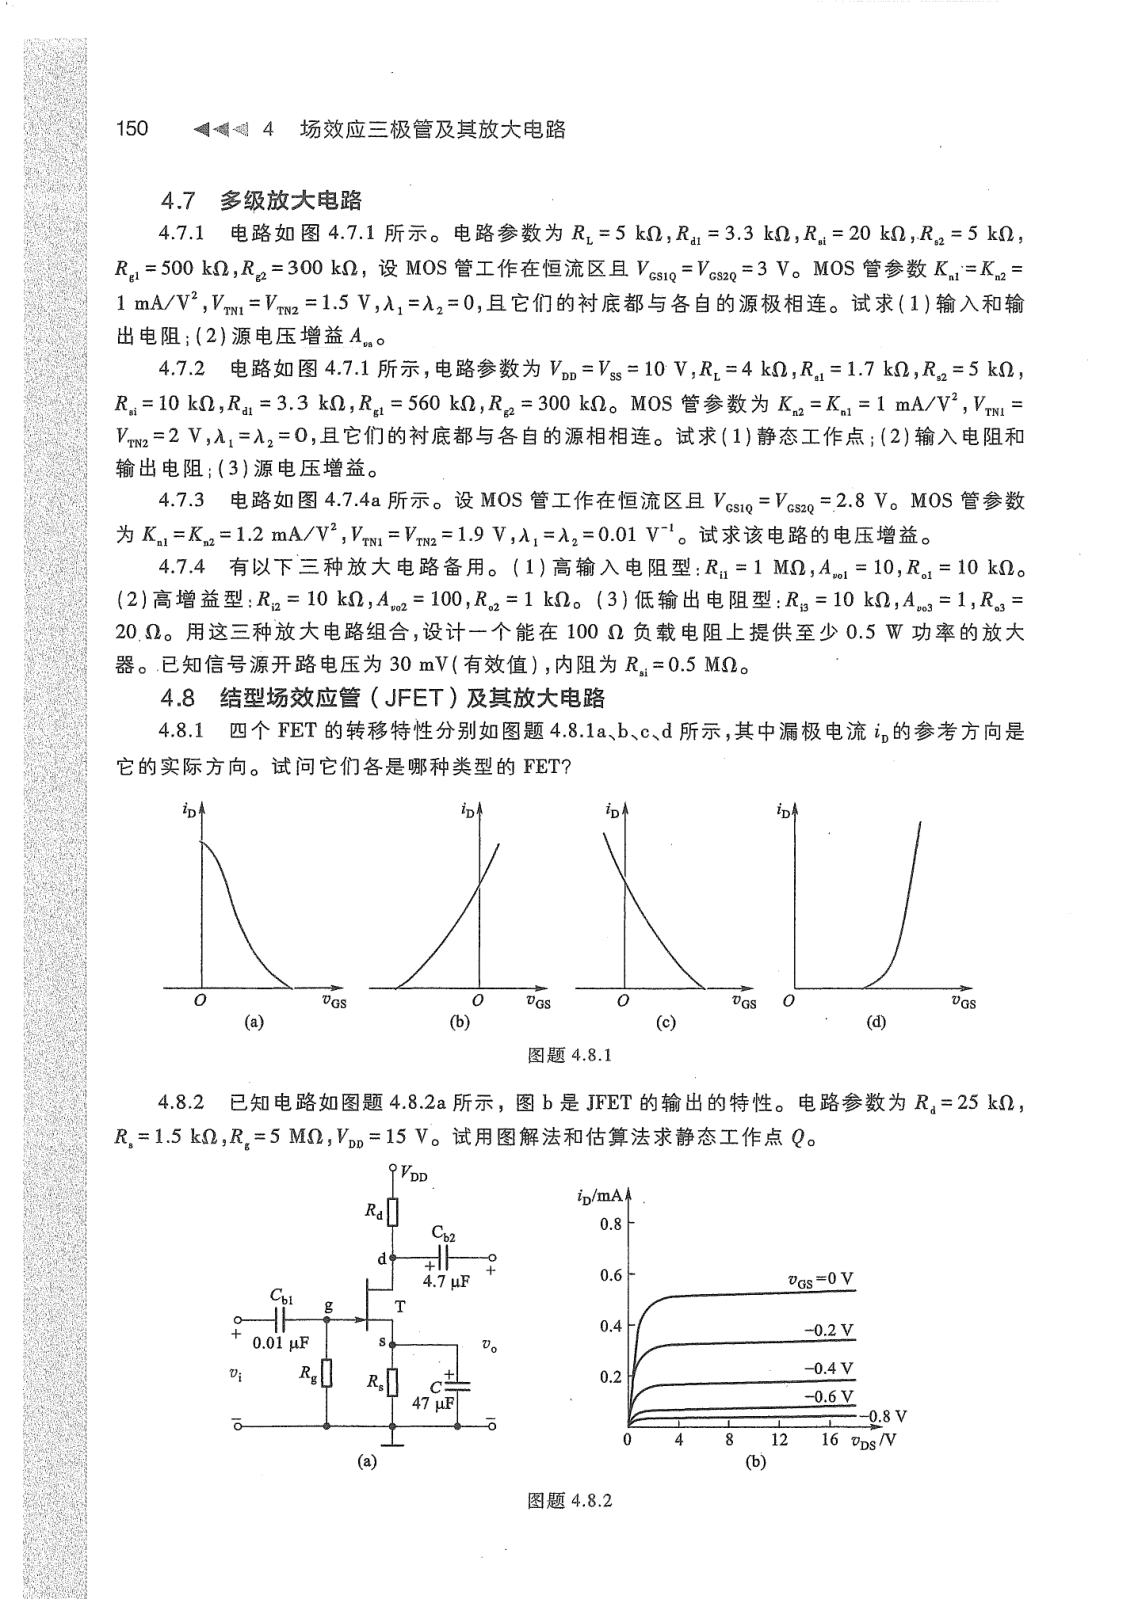 150 4 场效应三极管及其放大电路
4.7 多级放大电路
4.7.1 电路如图 4.7.1 所示。电路参数为 R_L = 5 kΩ, R_d1 = 3.3 kΩ, R_si = 20 kΩ, R_s2 = 5 kΩ,
R_g1 = 500 kΩ, R_g2 = 300 kΩ, 设 MOS 管工作在恒流区且 V_GS1Q = V_GS2Q = 3 V。MOS 管参数 K_n1 = K_n2 =
1 mA/V², V_TN1 = V_TN2 = 1.5 V, λ₁ = λ₂ = 0, 且它们的衬底都与各自的源极相连。试求(1)输入和输
出电阻;(2)源电压增益 A_vs。
4.7.2 电路如图 4.7.1 所示,电路参数为 V_DD = V_SS = 10 V, R_L = 4 kΩ, R_s1 = 1.7 kΩ, R_s2 = 5 kΩ,
R_si = 10 kΩ, R_d1 = 3.3 kΩ, R_g1 = 560 kΩ, R_g2 = 300 kΩ。MOS 管参数为 K_n2 = K_n1 = 1 mA/V², V_TN1 =
V_TN2 = 2 V, λ₁ = λ₂ = 0, 且它们的衬底都与各自的源相相连。试求(1)静态工作点;(2)输入电阻和
输出电阻;(3)源电压增益。
4.7.3 电路如图 4.7.4a 所示。设 MOS 管工作在恒流区且 V_GS1Q = V_GS2Q = 2.8 V。MOS 管参数
为 K_n1 = K_n2 = 1.2 mA/V², V_TN1 = V_TN2 = 1.9 V, λ₁ = λ₂ = 0.01 V⁻¹。试求该电路的电压增益。
4.7.4 有以下三种放大电路备用。(1)高输入电阻型: R_i1 = 1 MΩ, A_vo1 = 10, R_o1 = 10 kΩ。
(2)高增益型: R_i2 = 10 kΩ, A_vo2 = 100, R_o2 = 1 kΩ。(3)低输出电阻型: R_i3 = 10 kΩ, A_vo3 = 1, R_o3 =
20 Ω。用这三种放大电路组合,设计一个能在 100 Ω 负载电阻上提供至少 0.5 W 功率的放大
器。已知信号源开路电压为 30 mV(有效值),内阻为 R_si = 0.5 MΩ。
4.8 结型场效应管(JFET)及其放大电路
4.8.1 四个 FET 的转移特性分别如图题 4.8.1a、b、c、d 所示,其中漏极电流 i_D 的参考方向是
它的实际方向。试问它们各是哪种类型的 FET?
i_D i_D i_D i_D
O v_GS O v_GS O v_GS O v_GS
(a) (b) (c) (d)
图题 4.8.1
4.8.2 已知电路如图题 4.8.2a 所示, 图 b 是 JFET 的输出的特性。电路参数为 R_d = 25 kΩ,
R_s = 1.5 kΩ, R_g = 5 MΩ, V_DD = 15 V。试用图解法和估算法求静态工作点 Q。
V_DD
R_d
C_b2
d
+
4.7 μF
+
C_b1
g
T
+
0.01 μF
s
v_o
v_i
R_g
R_s
C
+
47 μF
−
−
(a)
i_D/mA
0.8
0.6
v_GS=0 V
0.4
−0.2 V
−0.4 V
0.2
−0.6 V
−0.8 V
0 4 8 12 16 v_DS/V
(b)
图题 4.8.2